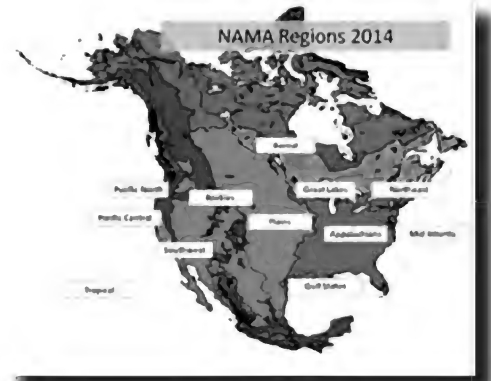 NAMA Regions 2014
Boreal
Pacific North
Rockies
Great Lakes
Northeast
Pacific Central
Plains
Appalachians
Mid Atlantic
Southwest
Tropical
Gulf States